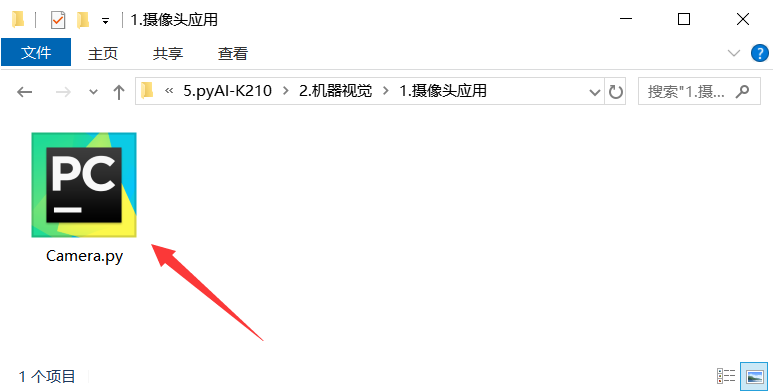 1.摄像头应用
文件 主页 共享 查看
« 5.pyAI-K210 › 2.机器视觉 › 1.摄像头应用
搜索"1.摄...
PC
Camera.py
1 个项目